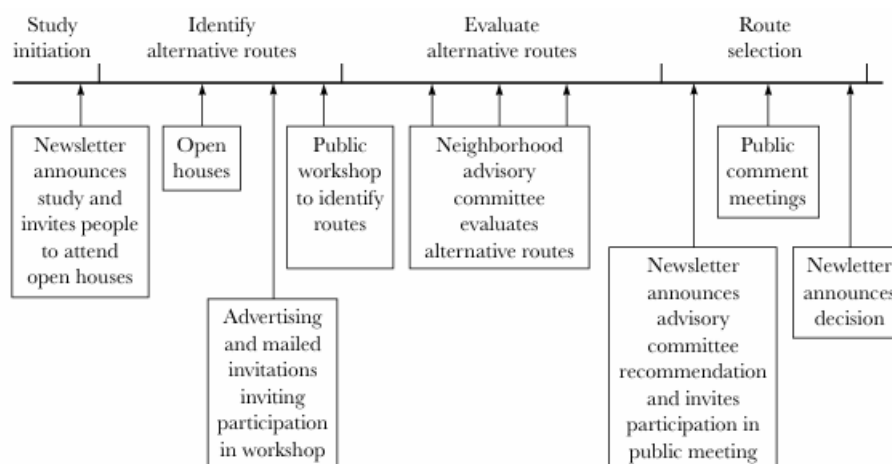 Study
initiation
Identify
alternative routes
Evaluate
alternative routes
Route
selection
Newsletter
announces
study and
invites people
to attend
open houses
Open
houses
Advertising
and mailed
invitations
inviting
participation
in workshop
Public
workshop
to identify
routes
Neighborhood
advisory
committee
evaluates
alternative routes
Newsletter
announces
advisory
committee
recommendation
and invites
participation in
public meeting
Public
comment
meetings
Newletter
announces
decision